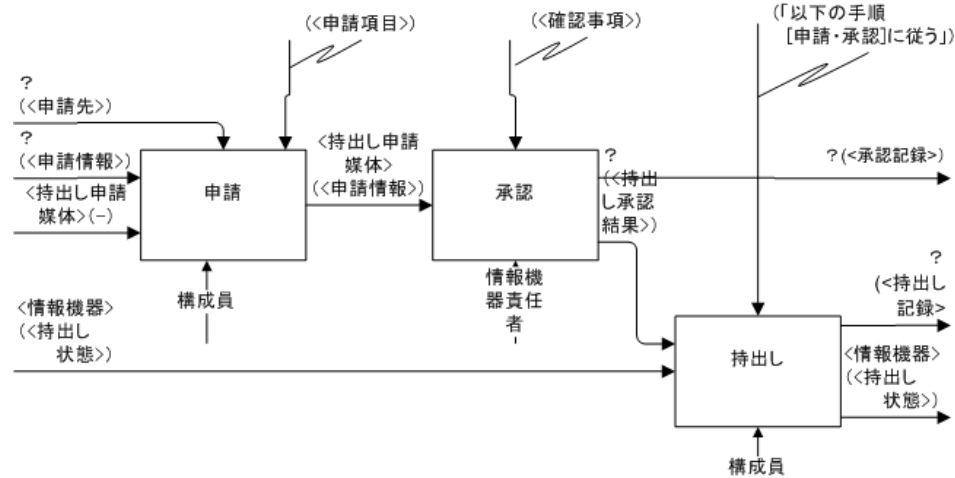 (<申請項目>)
(<確認事項>)
(「以下の手順
[申請・承認]に従う」)
?
(<申請先>)
?
(<申請情報>)
<持出し申請
媒体>(-)
申請
<持出し申請
媒体>
(<申請情報>)
承認
?
(<持出
し承認
結果>)
?(<承認記録>)
構成員
情報機
器責任
者
<情報機器>
(<持出し
状態>)
持出し
?
(<持出し
記録>
<情報機器>
(<持出し
状態>)
構成員